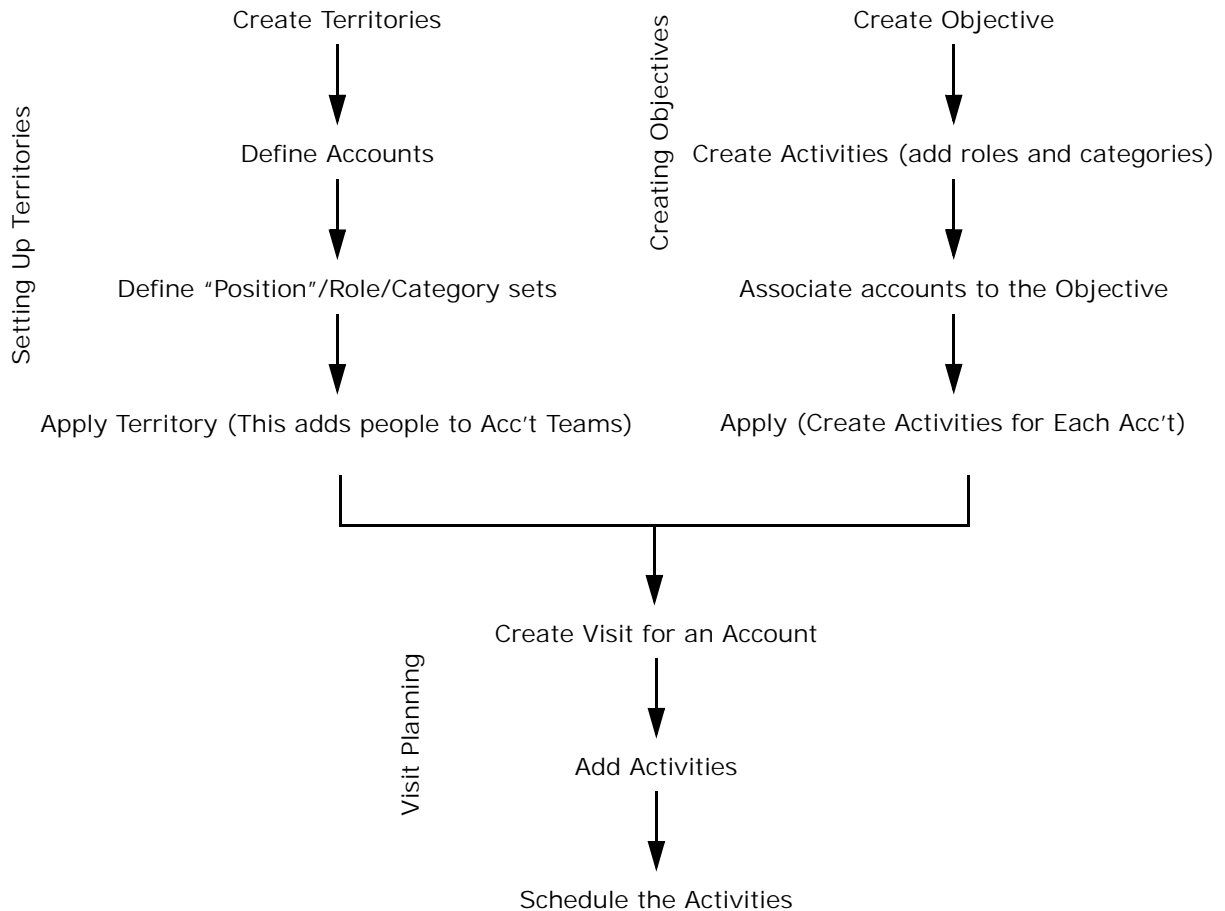 Setting Up Territories
Create Territories
Define Accounts
Define “Position”/Role/Category sets
Apply Territory (This adds people to Acc't Teams)
Creating Objectives
Create Objective
Create Activities (add roles and categories)
Associate accounts to the Objective
Apply (Create Activities for Each Acc't)
Visit Planning
Create Visit for an Account
Add Activities
Schedule the Activities